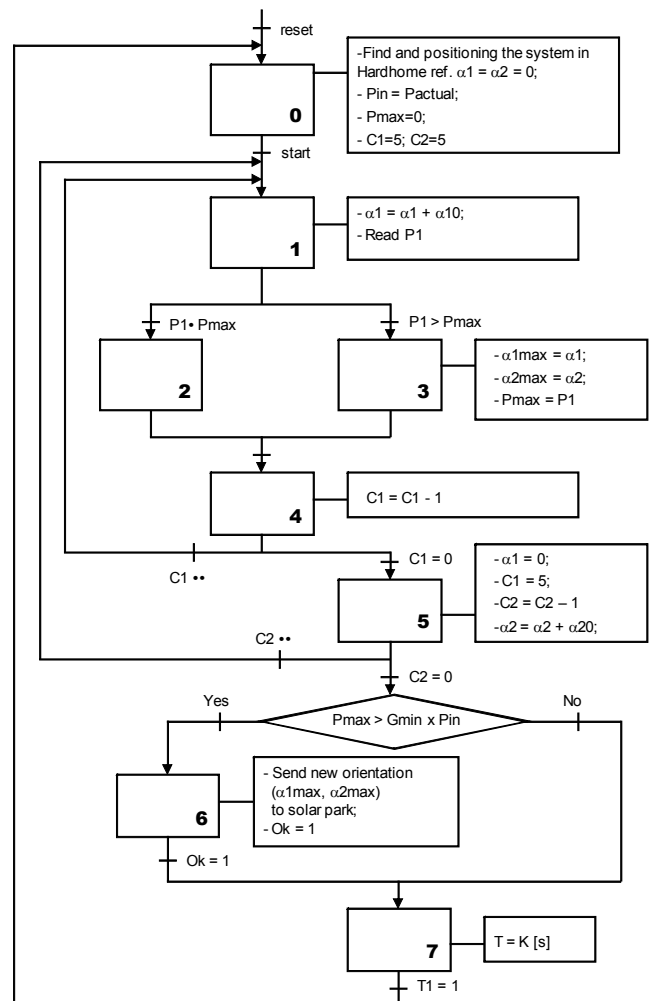 reset
-Find and positioning the system in
Hardhome ref. α1 = α2 = 0;
- Pin = Pactual;
- Pmax=0;
- C1=5; C2=5
0
start
-α1 = α1 + α10;
- Read P1
1
P1• Pmax
P1 > Pmax
2
3
-α1max = α1;
-α2max = α2;
-Pmax = P1
4
C1 = C1 - 1
C1 ••
C1 = 0
-α1 = 0;
-C1 = 5;
-C2 = C2 – 1
-α2 = α2 + α20;
5
C2 ••
C2 = 0
Yes
Pmax > Gmin x Pin
No
- Send new orientation
(α1max, α2max)
to solar park;
- Ok = 1
6
Ok = 1
7
T = K [s]
T1 = 1